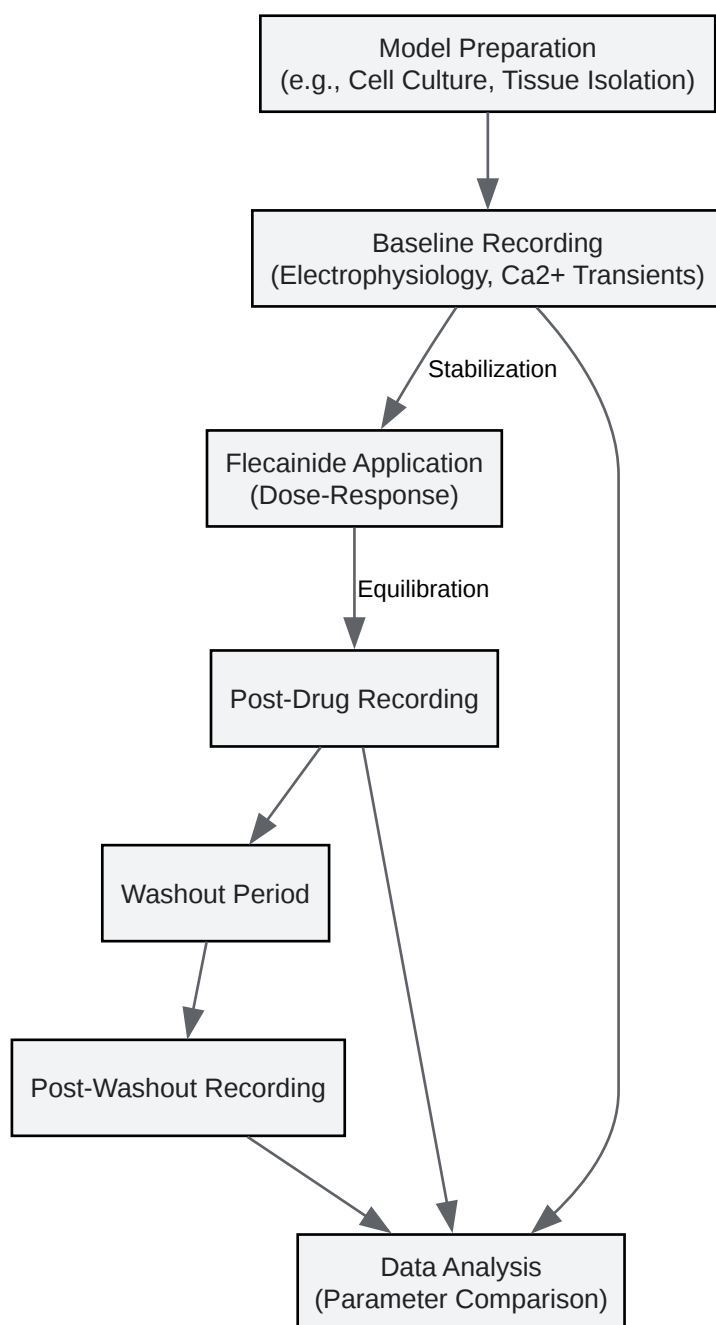 Model Preparation
(e.g., Cell Culture, Tissue Isolation)
Baseline Recording
(Electrophysiology, Ca2+ Transients)
Stabilization
Flecainide Application
(Dose-Response)
Equilibration
Post-Drug Recording
Washout Period
Post-Washout Recording
Data Analysis
(Parameter Comparison)